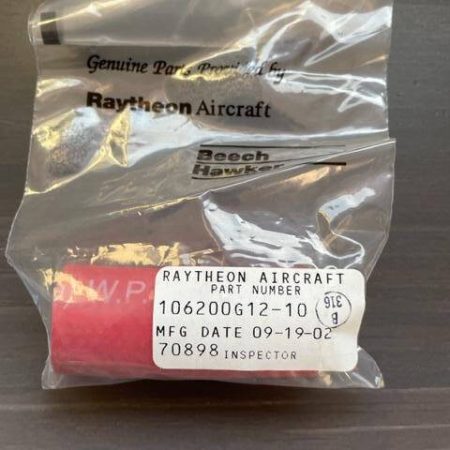 Genuine Parts Provided by
Raytheon Aircraft
Beech
Hawker
W.P.
RAYTHEON AIRCRAFT
PART NUMBER
106200G12-10
B
316
MFG DATE 09-19-02
70898 INSPECTOR